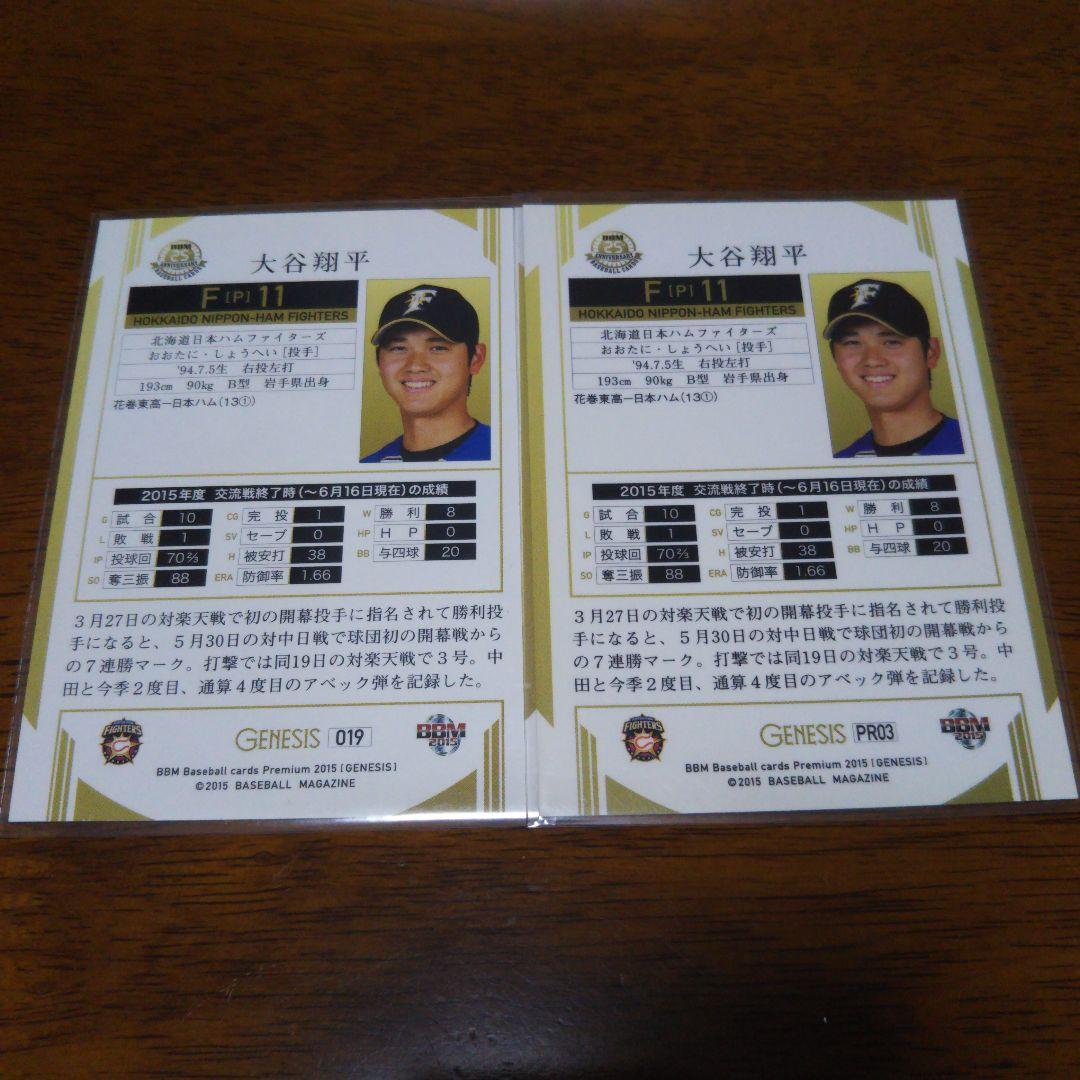 BBM
25
ANNIVERSARY
BASEBALL CARDS
大谷翔平
F [P] 11
HOKKAIDO NIPPON-HAM FIGHTERS
北海道日本ハムファイターズ
おおたに・しょうへい [投手]
'94.7.5生 右投左打
193cm 90kg B型 岩手県出身
花巻東高ー日本ハム(13①)
F
2015年度 交流戦終了時(〜6月16日現在)の成績
G 試合 10 CG 完投 1 W 勝利 8
L 敗戦 1 SV セーブ 0 HP HP 0
IP 投球回 70⅔ H 被安打 38 BB 与四球 20
SO 奪三振 88 ERA 防御率 1.66
3月27日の対楽天戦で初の開幕投手に指名されて勝利投
手になると、5月30日の対中日戦で球団初の開幕戦から
の7連勝マーク。打撃では同19日の対楽天戦で3号。中
田と今季2度目、通算4度目のアベック弾を記録した。
FIGHTERS
GENESIS 019
BBM
2015
BBM Baseball cards Premium 2015 [GENESIS]
©2015 BASEBALL MAGAZINE
BBM
25
ANNIVERSARY
BASEBALL CARDS
大谷翔平
F [P] 11
HOKKAIDO NIPPON-HAM FIGHTERS
北海道日本ハムファイターズ
おおたに・しょうへい [投手]
'94.7.5生 右投左打
193cm 90kg B型 岩手県出身
花巻東高ー日本ハム(13①)
F
2015年度 交流戦終了時(〜6月16日現在)の成績
G 試合 10 CG 完投 1 W 勝利 8
L 敗戦 1 SV セーブ 0 HP HP 0
IP 投球回 70⅔ H 被安打 38 BB 与四球 20
SO 奪三振 88 ERA 防御率 1.66
3月27日の対楽天戦で初の開幕投手に指名されて勝利投
手になると、5月30日の対中日戦で球団初の開幕戦から
の7連勝マーク。打撃では同19日の対楽天戦で3号。中
田と今季2度目、通算4度目のアベック弾を記録した。
FIGHTERS
GENESIS PR03
BBM
2015
BBM Baseball cards Premium 2015 [GENESIS]
©2015 BASEBALL MAGAZINE